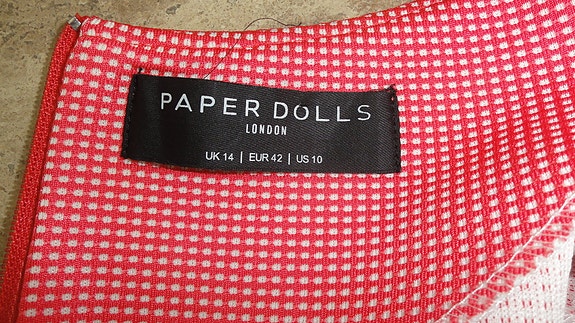 PAPER DOLLS
LONDON
UK 14 | EUR 42 | US 10